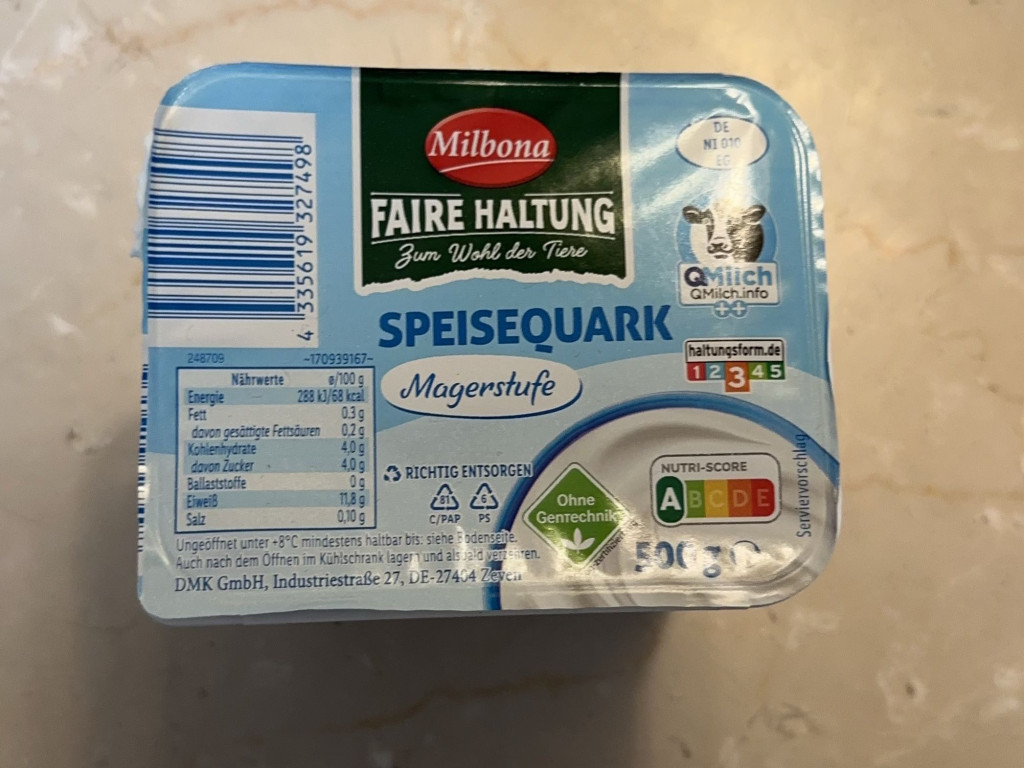 Milbona
FAIRE HALTUNG
Zum Wohl der Tiere
4 335619 327498
DE
NI 010
EG
QMilch
QMilch.info
++
SPEISEQUARK
Magerstufe
haltungsform.de
1 2 3 4 5
248709
-170939167-
Nährwerte ø/100 g
Energie 288 kJ/68 kcal
Fett 0,3 g
davon gesättigte Fettsäuren 0,2 g
Kohlenhydrate 4,0 g
davon Zucker 4,0 g
Ballaststoffe 0 g
Eiweiß 11,8 g
Salz 0,10 g
RICHTIG ENTSORGEN
81 6
C/PAP PS
Ohne
GenTechnik
NUTRI-SCORE
A B C D E
Serviervorschlag
500 g e
Ungeöffnet unter +8°C mindestens haltbar bis: siehe Bodenseite.
Auch nach dem Öffnen im Kühlschrank lagern und alsbald verzehren.
DMK GmbH, Industriestraße 27, DE-27404 Zeven